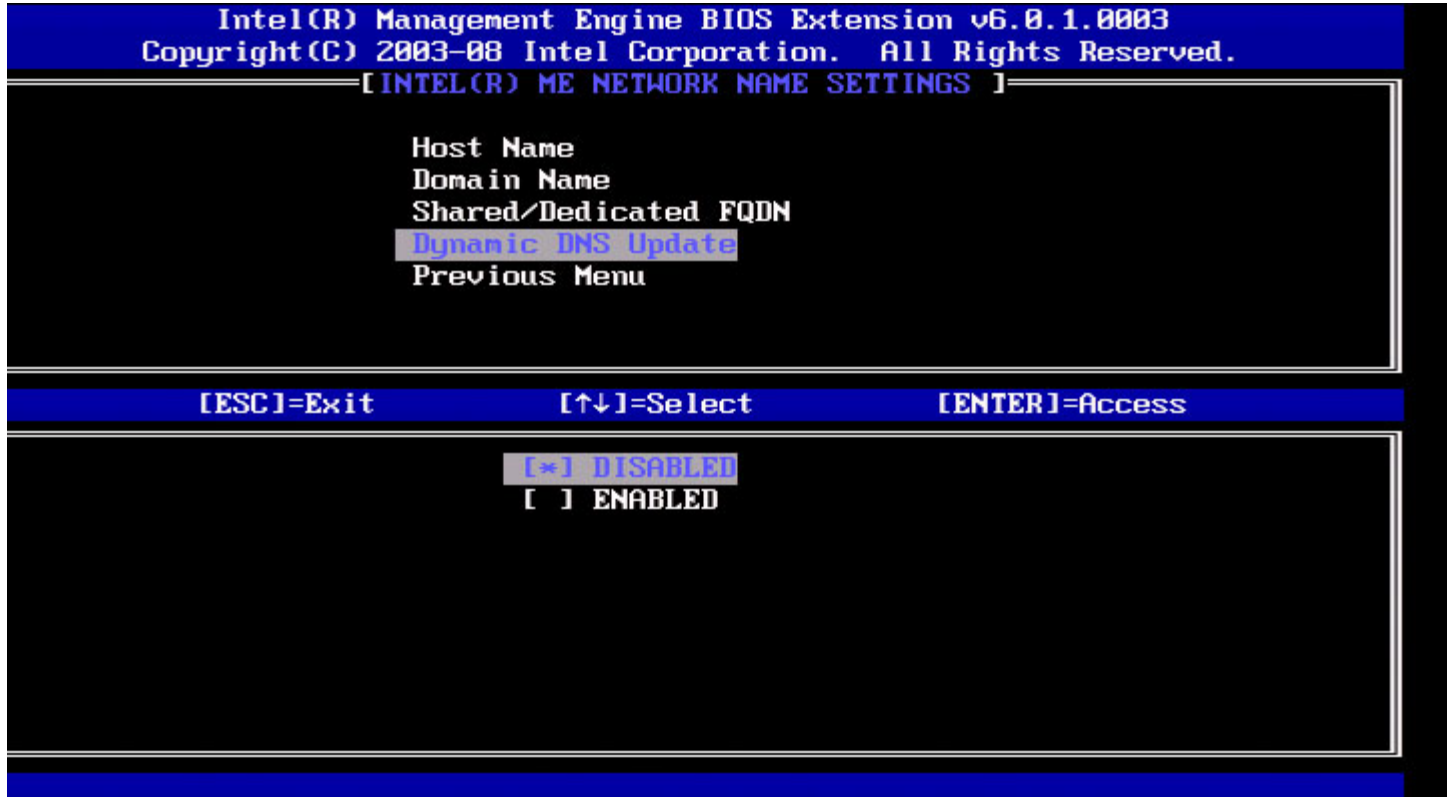 Intel(R) Management Engine BIOS Extension v6.0.1.0003
Copyright(C) 2003-08 Intel Corporation.  All Rights Reserved.
[INTEL(R) ME NETWORK NAME SETTINGS ]
Host Name
Domain Name
Shared/Dedicated FQDN
Dynamic DNS Update
Previous Menu
[ESC]=Exit [↑↓]=Select [ENTER]=Access
[*] DISABLED
[ ] ENABLED